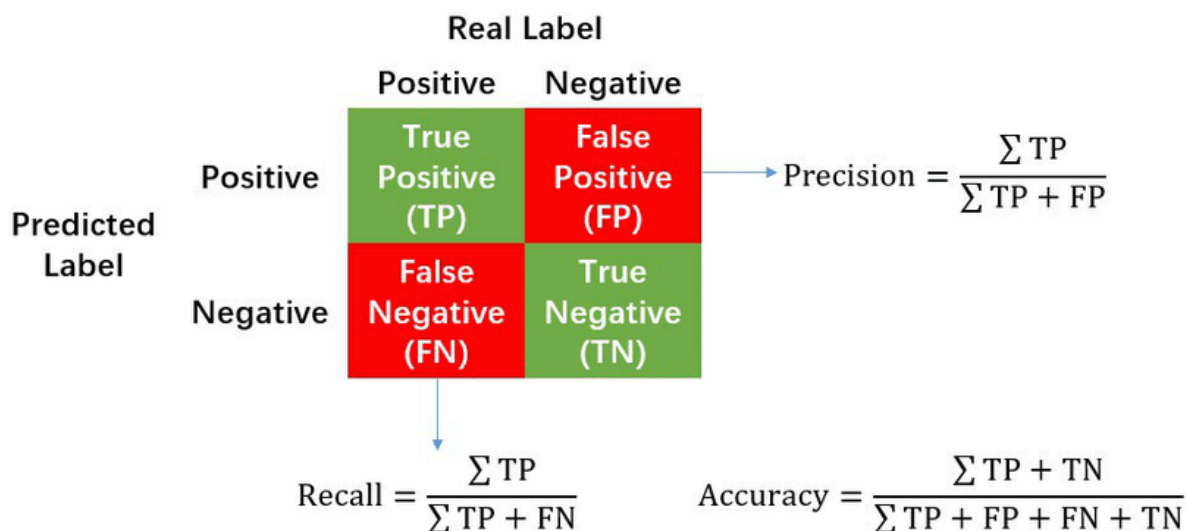 Real Label
Positive Negative
True Positive (TP)
False Positive (FP)
Positive
Precision = ∑ TP / ∑ TP + FP
Predicted Label
False Negative (FN)
True Negative (TN)
Negative
Recall = ∑ TP / ∑ TP + FN
Accuracy = ∑ TP + TN / ∑ TP + FP + FN + TN